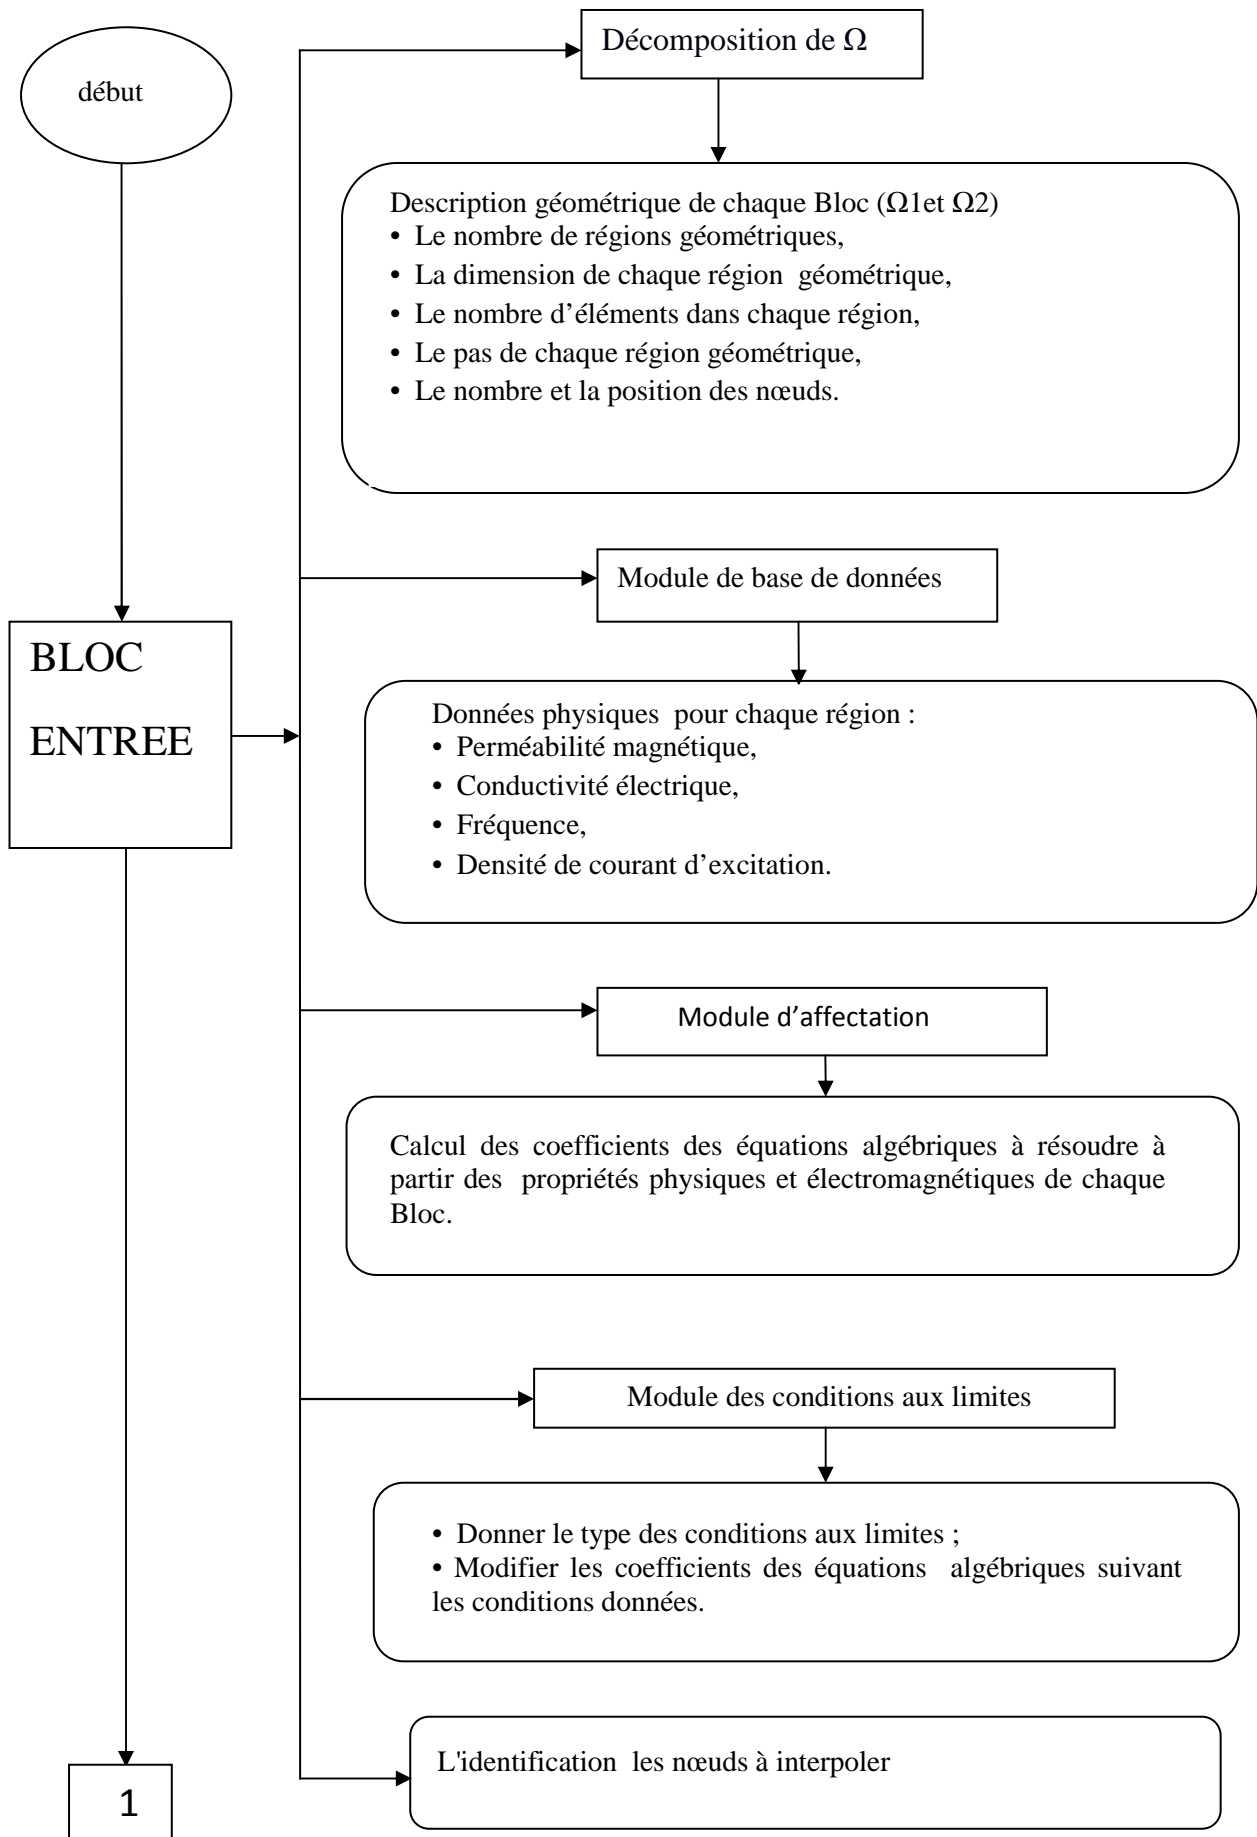 début
Décomposition de Ω
Description géométrique de chaque Bloc (Ω1et Ω2)
• Le nombre de régions géométriques,
• La dimension de chaque région géométrique,
• Le nombre d’éléments dans chaque région,
• Le pas de chaque région géométrique,
• Le nombre et la position des nœuds.
Module de base de données
BLOC
ENTREE
Données physiques pour chaque région :
• Perméabilité magnétique,
• Conductivité électrique,
• Fréquence,
• Densité de courant d’excitation.
Module d’affectation
Calcul des coefficients des équations algébriques à résoudre à
partir des propriétés physiques et électromagnétiques de chaque
Bloc.
Module des conditions aux limites
• Donner le type des conditions aux limites ;
• Modifier les coefficients des équations algébriques suivant
les conditions données.
L'identification les nœuds à interpoler
1